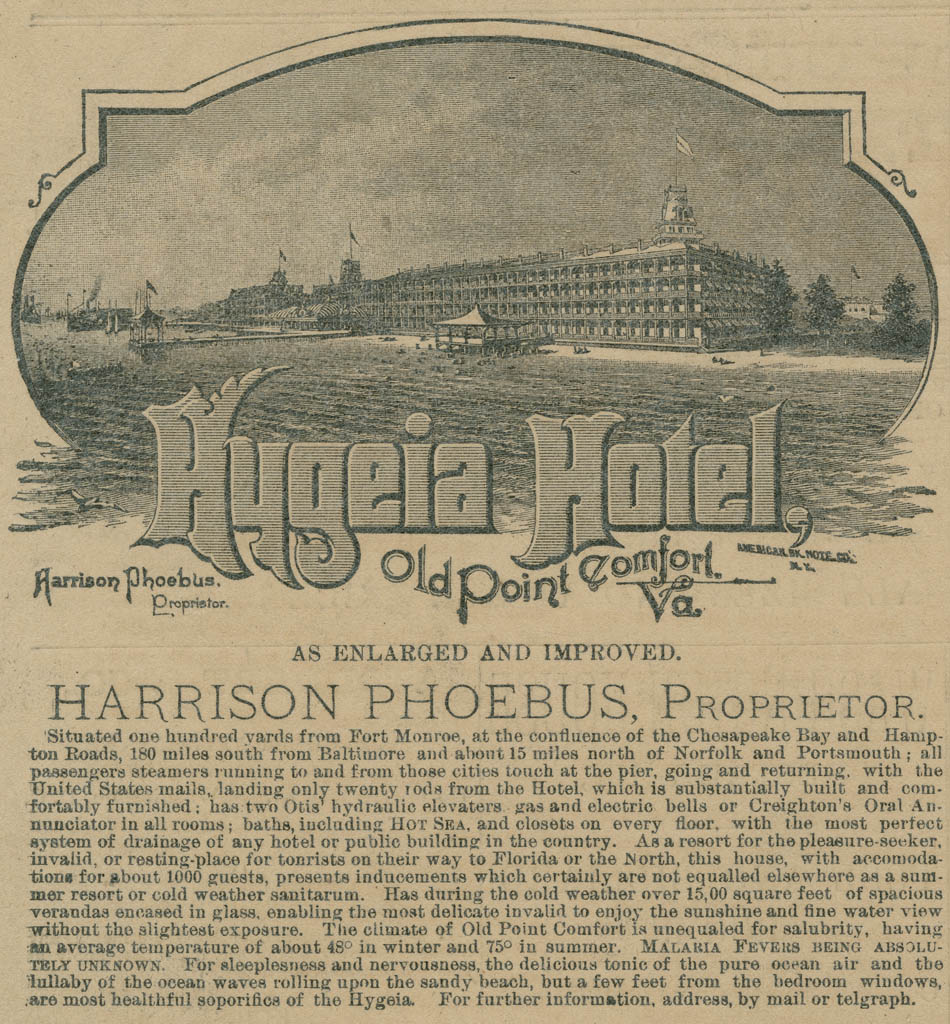 Hygeia Hotel,
Old Point Comfort.
Va.
AMERICAN BK. NOTE. CO.
N. Y.
Harrison Phoebus.
Proprietor.
AS ENLARGED AND IMPROVED.
HARRISON PHOEBUS, PROPRIETOR.
Situated one hundred yards from Fort Monroe, at the confluence of the Chesapeake Bay and Hamp-
ton Roads, 180 miles south from Baltimore and about 15 miles north of Norfolk and Portsmouth; all
passengers steamers running to and from those cities touch at the pier, going and returning, with the
United States mails, landing only twenty rods from the Hotel, which is substantially built and com-
fortably furnished; has two Otis' hydraulic elevaters gas and electric bells or Creighton's Oral An-
nunciator in all rooms; baths, including HOT SEA, and closets on every floor, with the most perfect
system of drainage of any hotel or public building in the country. As a resort for the pleasure-seeker,
invalid, or resting-place for tonrists on their way to Florida or the North, this house, with accomoda-
tions for about 1000 guests, presents inducements which certainly are not equalled elsewhere as a sum-
mer resort or cold weather sanitarum. Has during the cold weather over 15,00 square feet of spacious
verandas encased in glass, enabling the most delicate invalid to enjoy the sunshine and fine water view
without the slightest exposure. The climate of Old Point Comfort is unequaled for salubrity, having
an average temperature of about 48° in winter and 75° in summer. MALARIA FEVERS BEING ABSOLU-
TELY UNKNOWN. For sleeplesness and nervousness, the delicious tonic of the pure ocean air and the
lullaby of the ocean waves rolling upon the sandy beach, but a few feet from the bedroom windows,
are most healthful soporifics of the Hygeia. For further information, address, by mail or telgraph.